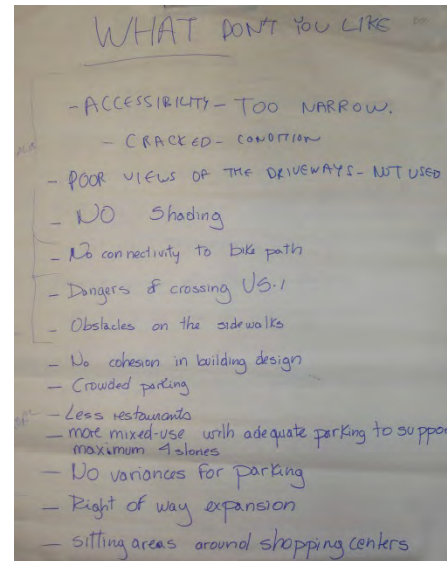 WHAT DON'T YOU LIKE
- ACCESSIBILITY - TOO NARROW.
- CRACKED - CONDITION
- POOR VIEWS OF THE DRIVEWAYS - NOT USED
- NO Shading
- No connectivity to bike path
- Dangers of crossing US.1
- Obstacles on the sidewalks
- No cohesion in building design
- Crowded parking
- Less restaurants
- more mixed-use with adequate parking to suppor
maximum 4 stories
- No variances for parking
- Right of way expansion
- sitting areas around shopping centers